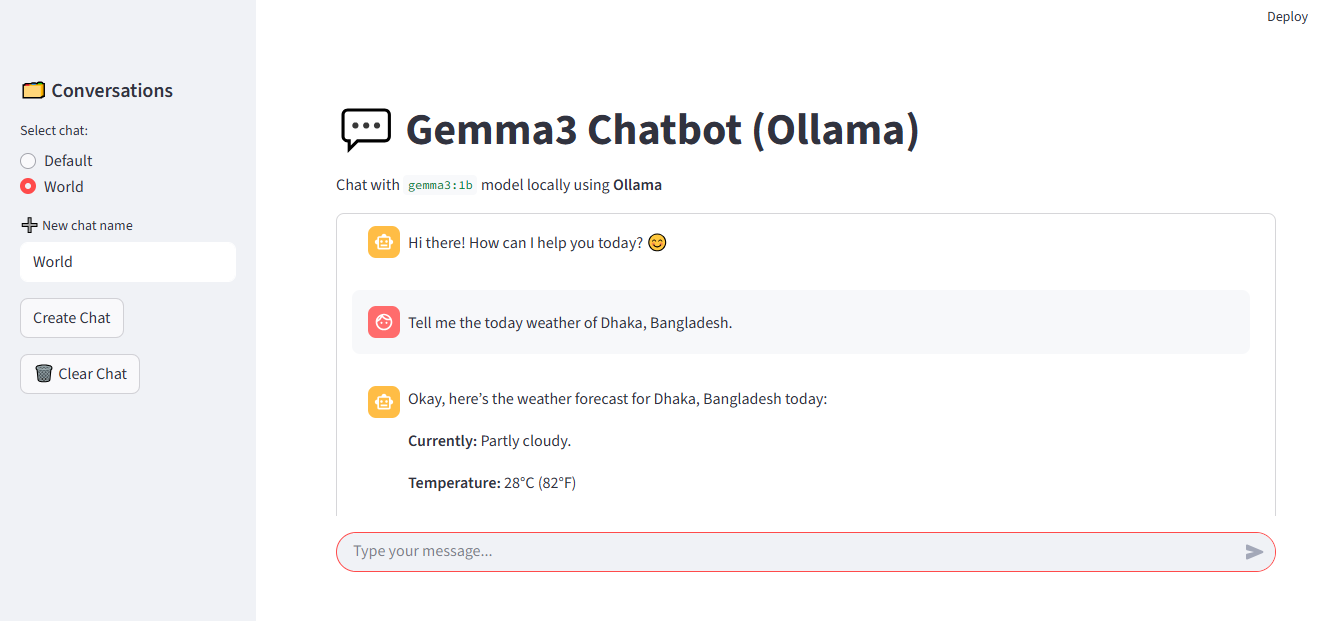 Deploy
Conversations
Select chat:
Default
World
New chat name
World
Create Chat
Clear Chat
Gemma3 Chatbot (Ollama)
Chat with gemma3:1b model locally using Ollama
Hi there! How can I help you today? 😊
Tell me the today weather of Dhaka, Bangladesh.
Okay, here’s the weather forecast for Dhaka, Bangladesh today:
Currently: Partly cloudy.
Temperature: 28°C (82°F)
Type your message...